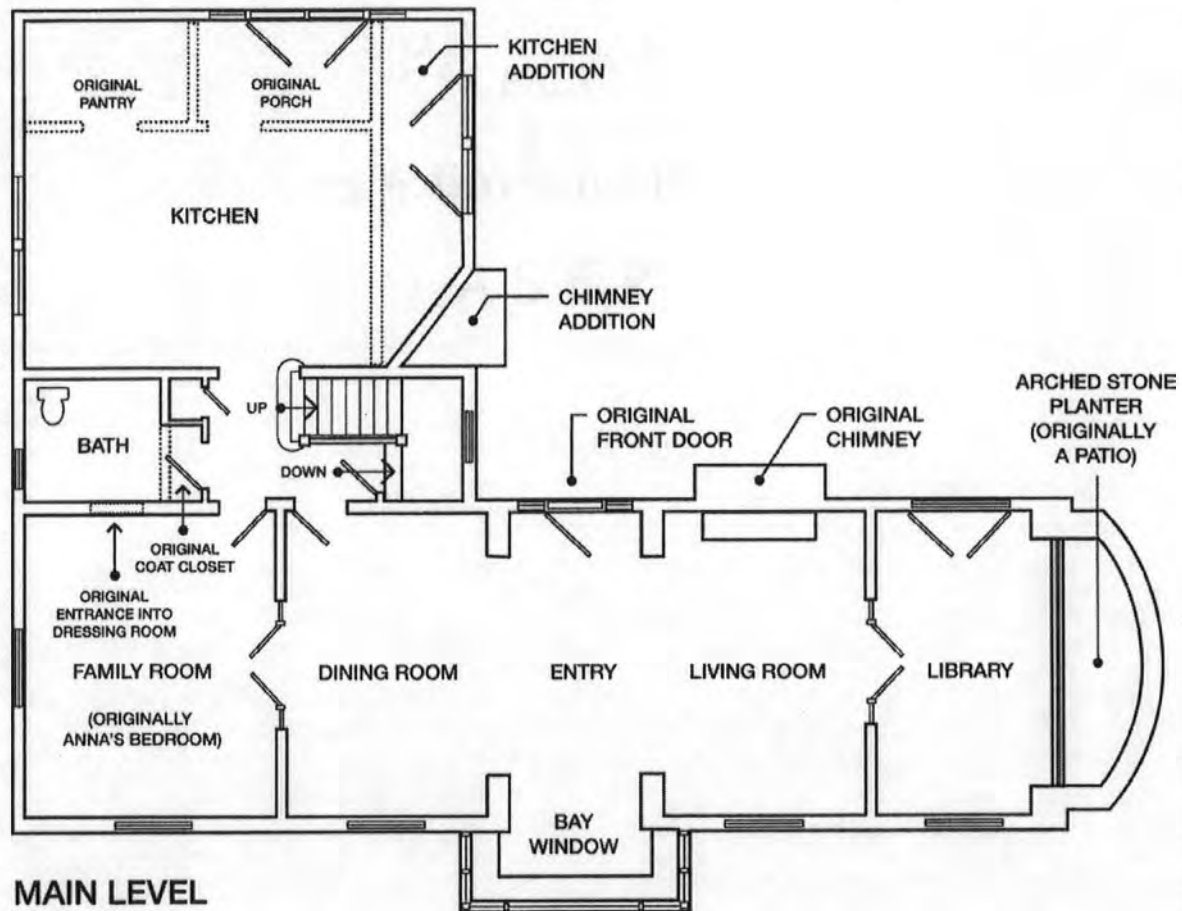 KITCHEN
ADDITION
ORIGINAL
PANTRY
ORIGINAL
PORCH
KITCHEN
CHIMNEY
ADDITION
UP
BATH
DOWN
ORIGINAL
FRONT DOOR
ORIGINAL
CHIMNEY
ARCHED STONE
PLANTER
(ORIGINALLY
A PATIO)
ORIGINAL
COAT CLOSET
ORIGINAL
ENTRANCE INTO
DRESSING ROOM
FAMILY ROOM
(ORIGINALLY
ANNA'S BEDROOM)
DINING ROOM
ENTRY
LIVING ROOM
LIBRARY
BAY
WINDOW
MAIN LEVEL